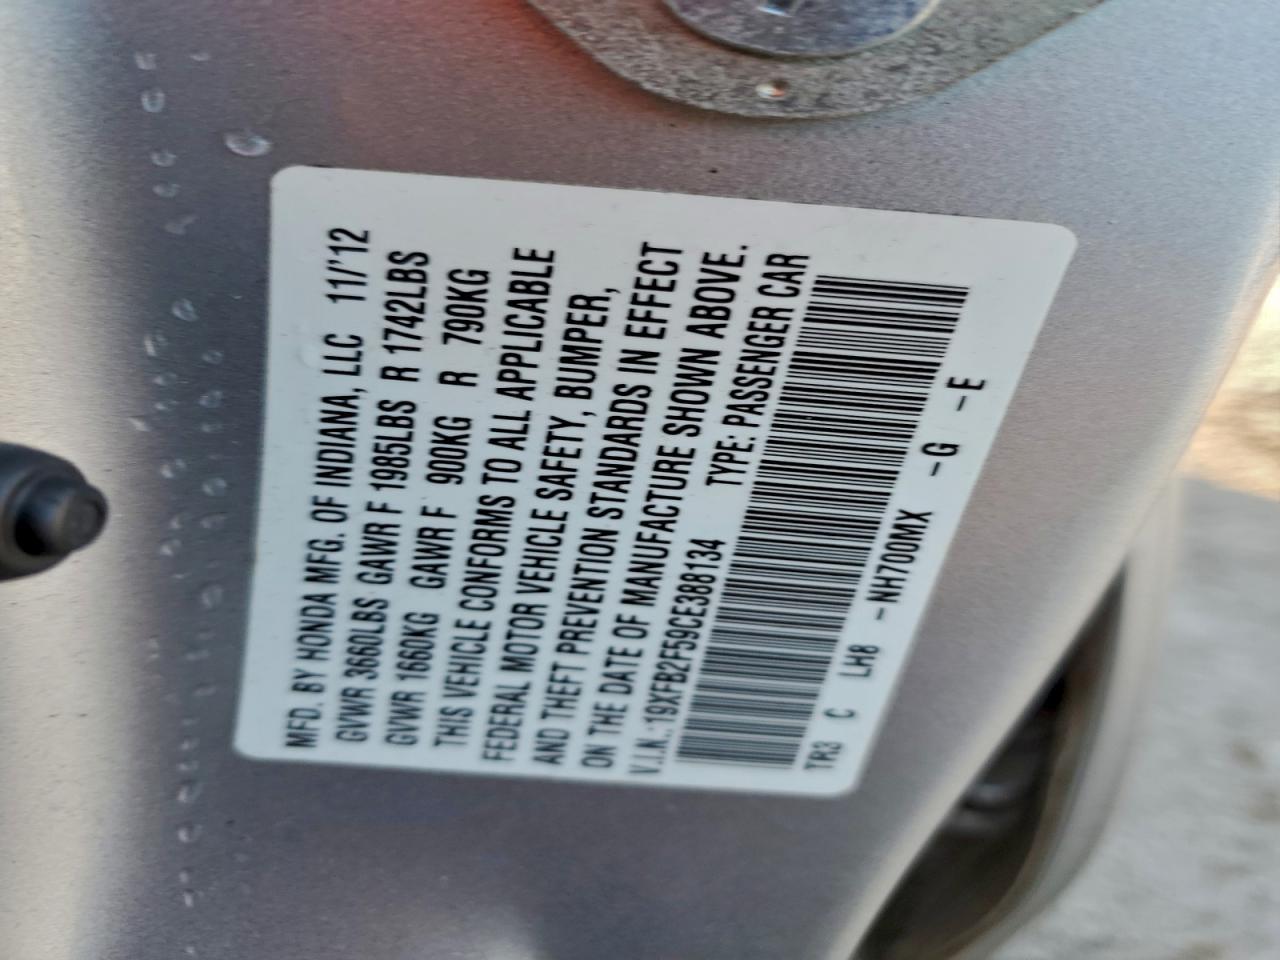 MFD. BY HONDA MFG. OF INDIANA, LLC 11/'12
GVWR 3660LBS GAWR F 1985LBS R 1742LBS
GVWR 1660KG GAWR F 900KG R 790KG
THIS VEHICLE CONFORMS TO ALL APPLICABLE
FEDERAL MOTOR VEHICLE SAFETY, BUMPER,
AND THEFT PREVENTION STANDARDS IN EFFECT
ON THE DATE OF MANUFACTURE SHOWN ABOVE.
V.I.N.:19XFB2F59CE388134 TYPE: PASSENGER CAR
TR3 C LH8 -NH700MX -G -E